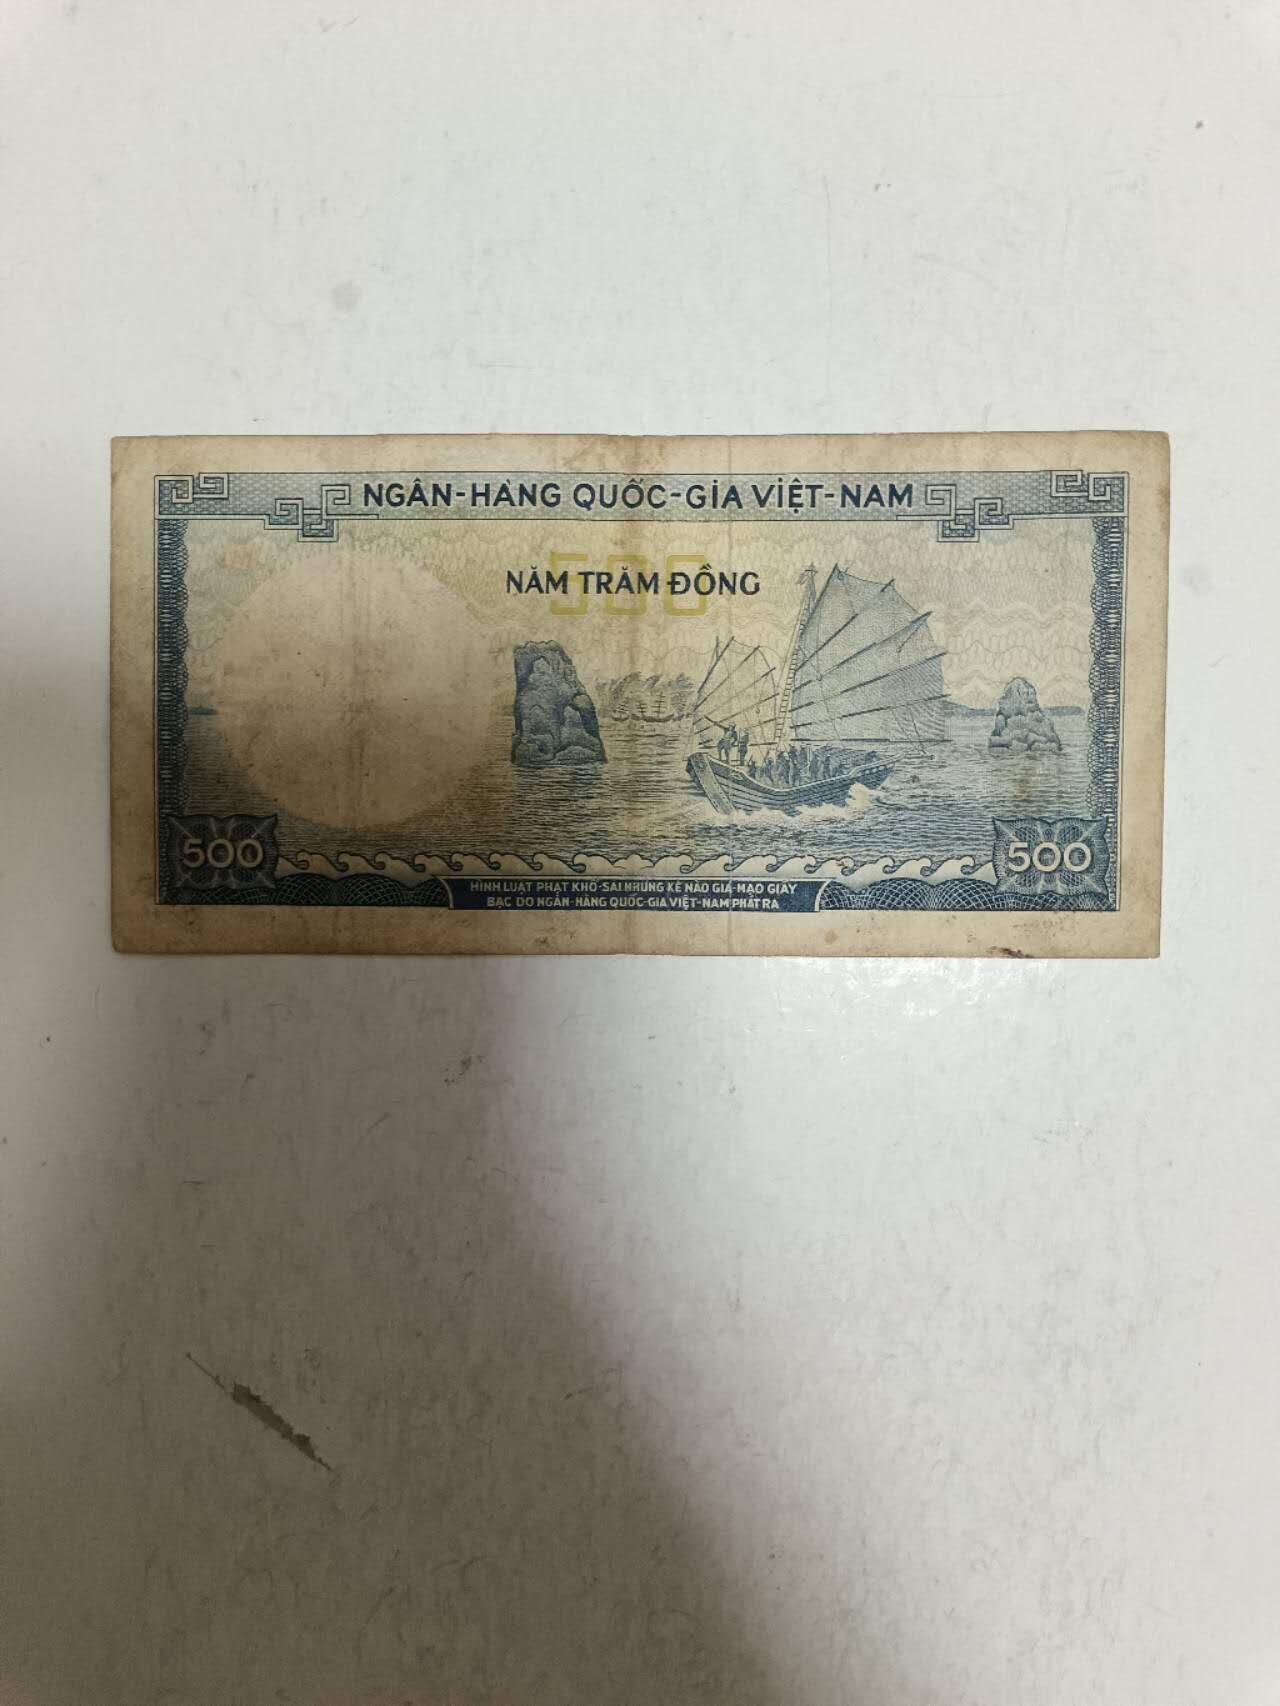 NGÂN-HÀNG QUỐC-GIA VIỆT-NAM
500
NĂM TRĂM ĐỒNG
500
500
HÌNH LUẬT PHẠT KHỔ-SAI NHỮNG KẺ NÀO GIẢ-MẠO GIẤY
BẠC DO NGÂN-HÀNG QUỐC-GIA VIỆT-NAM PHÁT RA